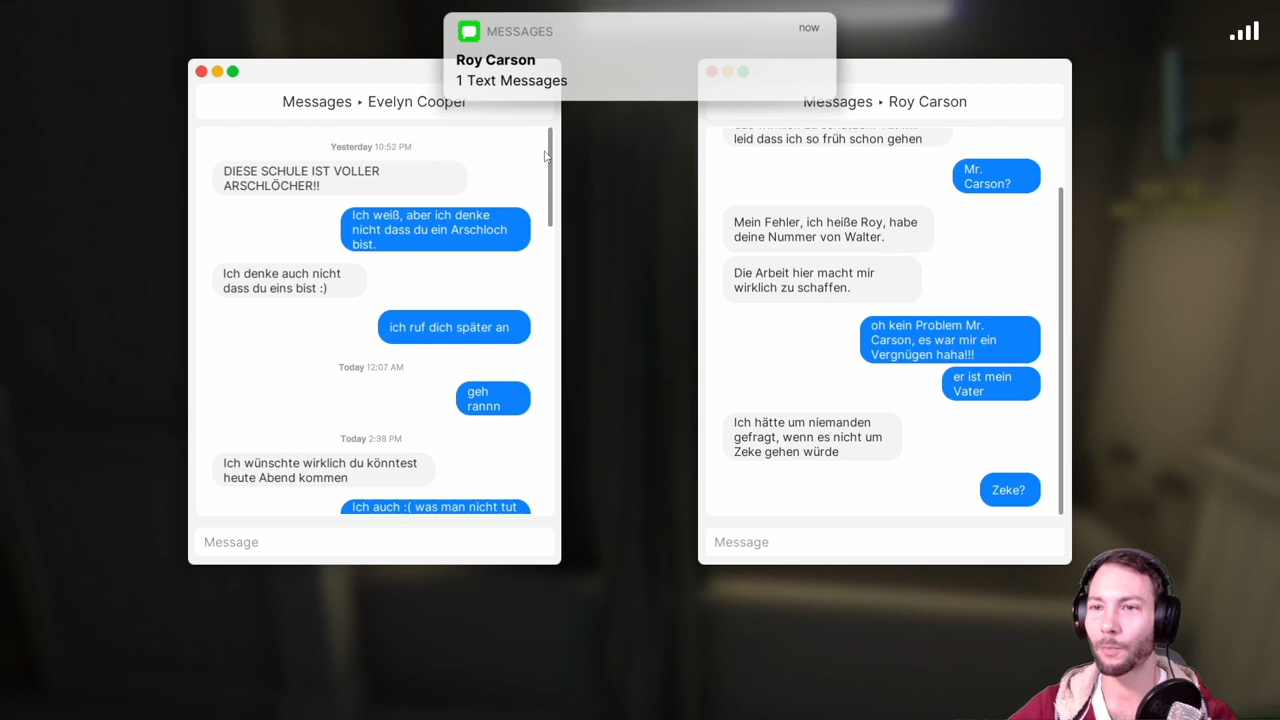 MESSAGES
now
Roy Carson
1 Text Messages
Messages ▸ Evelyn Cooper
Yesterday 10:52 PM
DIESE SCHULE IST VOLLER
ARSCHLÖCHER!!
Ich weiß, aber ich denke
nicht dass du ein Arschloch
bist.
Ich denke auch nicht
dass du eins bist :)
ich ruf dich später an
Today 12:07 AM
geh
rannn
Today 2:38 PM
Ich wünschte wirklich du könntest
heute Abend kommen
Ich auch :( was man nicht tut
Message
Messages ▸ Roy Carson
leid dass ich so früh schon gehen
Mr.
Carson?
Mein Fehler, ich heiße Roy, habe
deine Nummer von Walter.
Die Arbeit hier macht mir
wirklich zu schaffen.
oh kein Problem Mr.
Carson, es war mir ein
Vergnügen haha!!!
er ist mein
Vater
Ich hätte um niemanden
gefragt, wenn es nicht um
Zeke gehen würde
Zeke?
Message